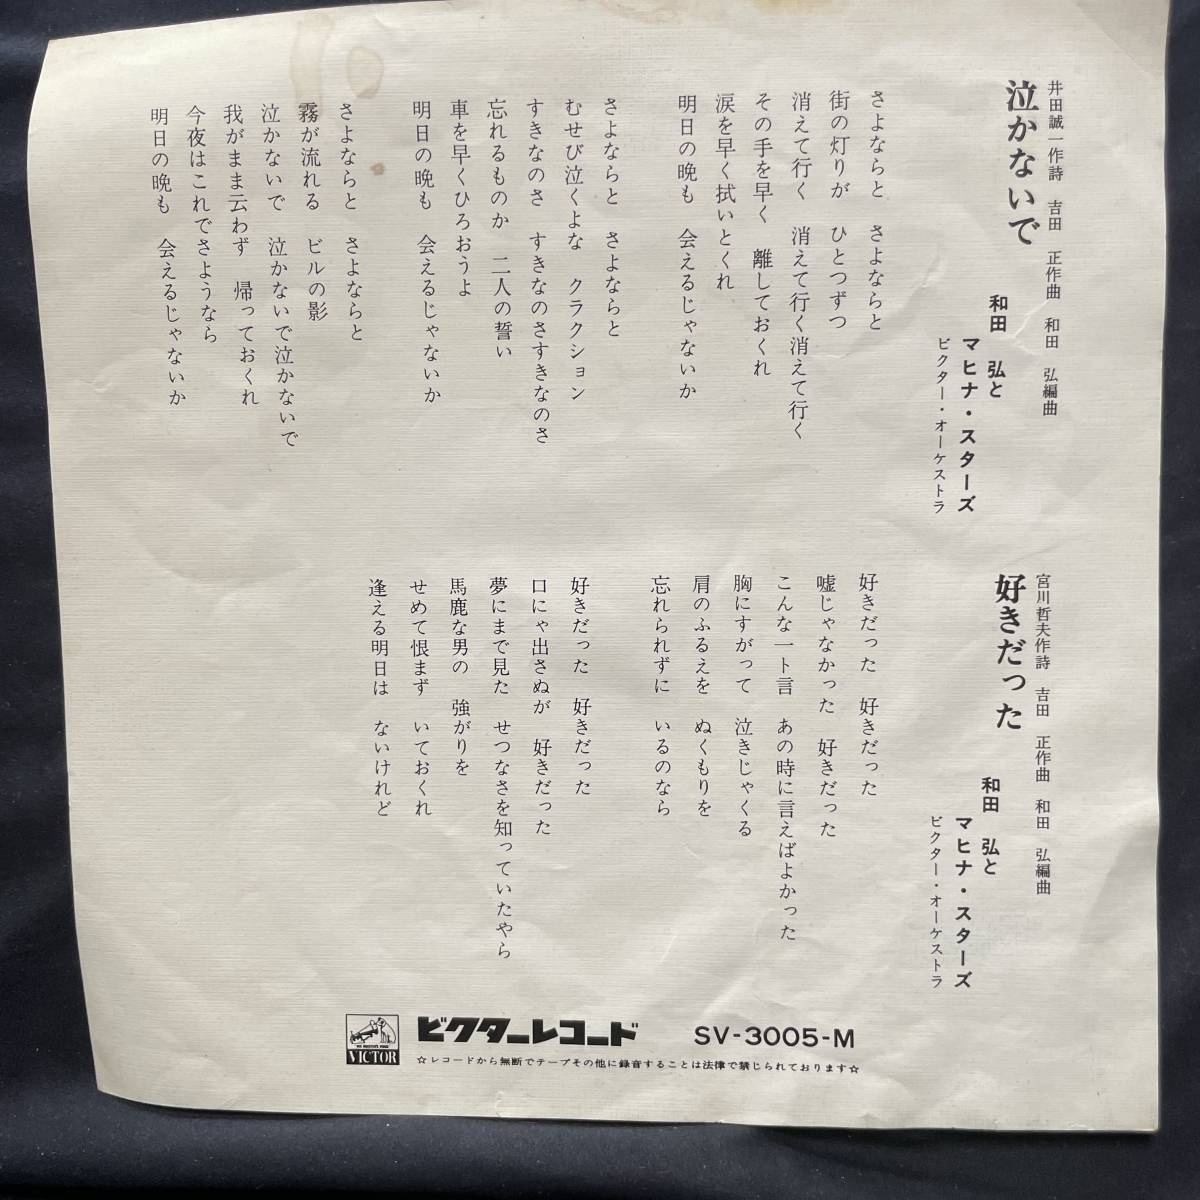 井田誠一作詩　吉田　正作曲　和田　弘編曲
泣かないで
和田　弘と
マヒナ・スターズ
ビクター・オーケストラ
さよならと　さよならと
街の灯りが　ひとつずつ
消えて行く　消えて行く消えて行く
その手を早く　離しておくれ
涙を早く拭いとくれ
明日の晩も　会えるじゃないか
さよならと　さよならと
むせび泣くよな　クラクション
すきなのさ　すきなのさすきなのさ
忘れるものか　二人の誓い
車を早くひろおうよ
明日の晩も　会えるじゃないか
さよならと　さよならと
霧が流れる　ビルの影
泣かないで　泣かないで泣かないで
我がまま云わず　帰っておくれ
今夜はこれでさようなら
明日の晩も　会えるじゃないか
宮川哲夫作詩　吉田　正作曲　和田　弘編曲
好きだった
和田　弘と
マヒナ・スターズ
ビクター・オーケストラ
好きだった　好きだった
嘘じゃなかった　好きだった
こんな一ト言　あの時に言えばよかった
胸にすがって　泣きじゃくる
肩のふるえを　ぬくもりを
忘れられずに　いるのなら
好きだった　好きだった
口にゃ出さぬが　好きだった
夢にまで見た　せつなさを知っていたやら
馬鹿な男の　強がりを
せめて恨まず　いておくれ
逢える明日は　ないけれど
"HIS MASTER'S VOICE"
VICTOR
ビクターレコード　SV-3005-M
☆レコードから無断でテープその他に録音することは法律で禁じられております☆